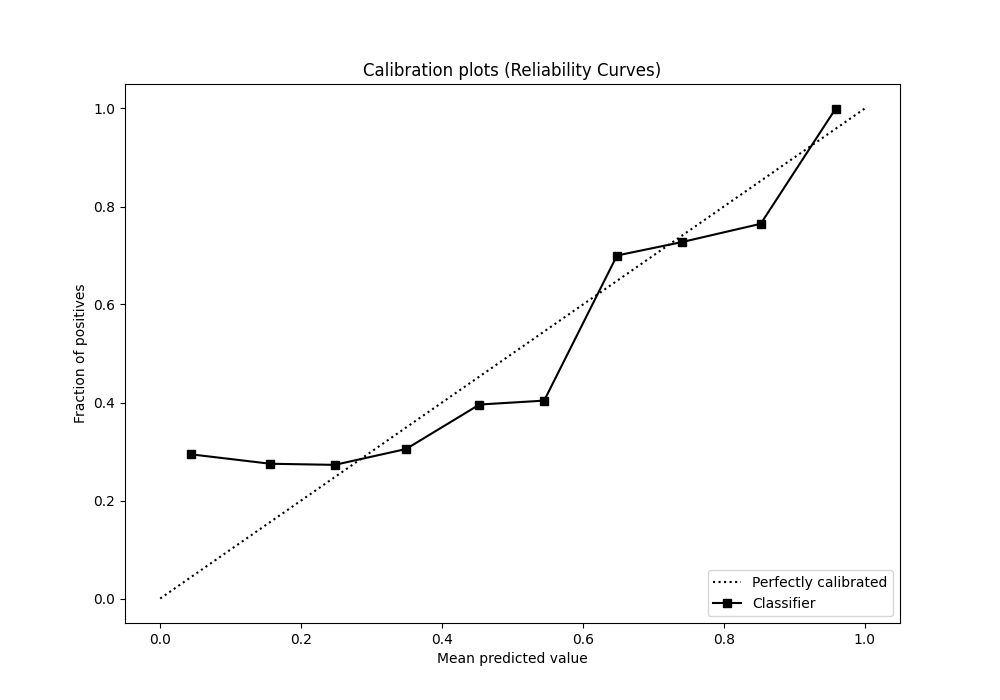 Calibration plots (Reliability Curves)
1.0
0.8
0.6
0.4
0.2
0.0
Fraction of positives
0.0 0.2 0.4 0.6 0.8 1.0
Mean predicted value
Perfectly calibrated
Classifier